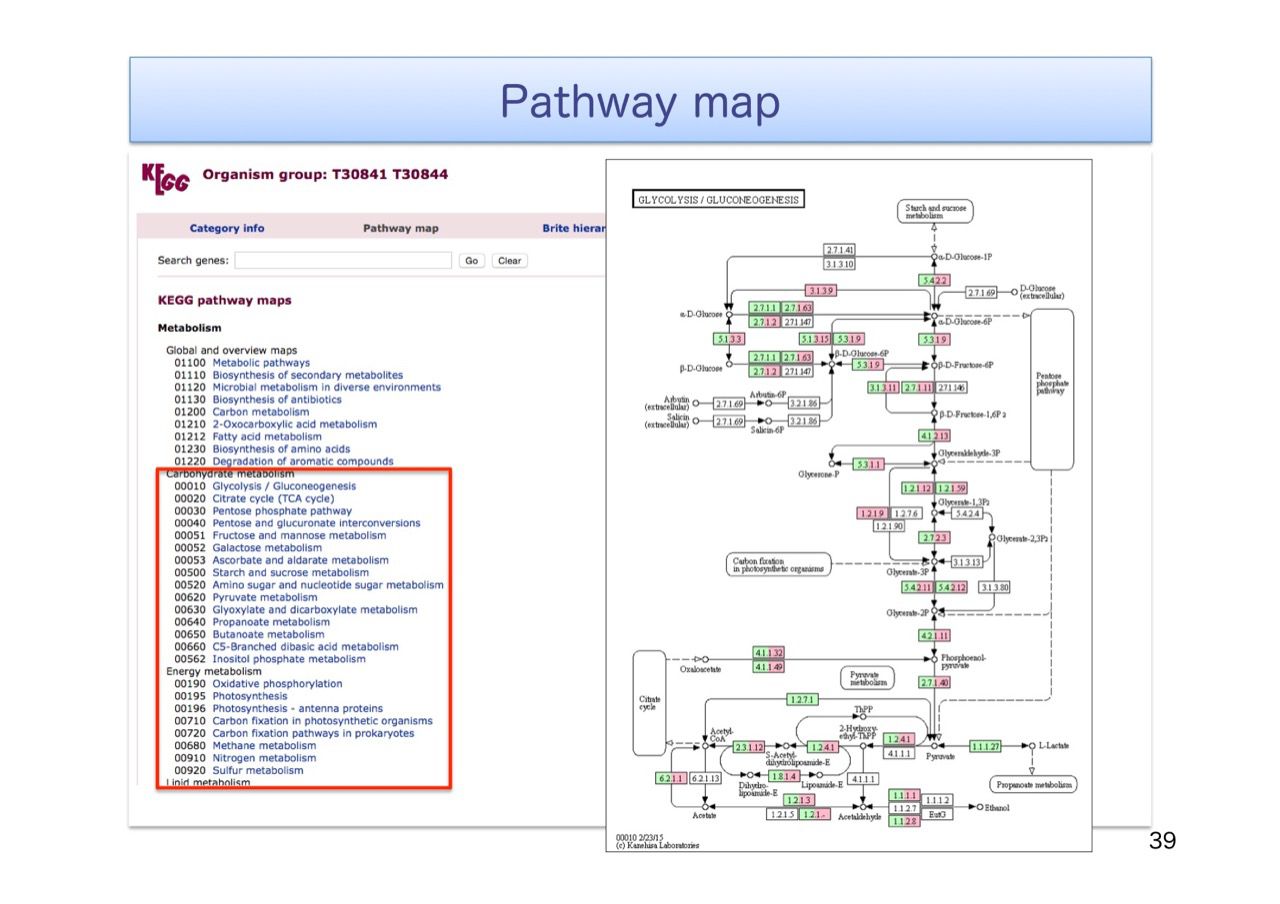 Pathway map
KEGG
Organism group: T30841 T30844
Category info Pathway map Brite hierar
Search genes: Go Clear
KEGG pathway maps
Metabolism
Global and overview maps
01100 Metabolic pathways
01110 Biosynthesis of secondary metabolites
01120 Microbial metabolism in diverse environments
01130 Biosynthesis of antibiotics
01200 Carbon metabolism
01210 2-Oxocarboxylic acid metabolism
01212 Fatty acid metabolism
01230 Biosynthesis of amino acids
01220 Degradation of aromatic compounds
Carbohydrate metabolism
00010 Glycolysis / Gluconeogenesis
00020 Citrate cycle (TCA cycle)
00030 Pentose phosphate pathway
00040 Pentose and glucuronate interconversions
00051 Fructose and mannose metabolism
00052 Galactose metabolism
00053 Ascorbate and aldarate metabolism
00500 Starch and sucrose metabolism
00520 Amino sugar and nucleotide sugar metabolism
00620 Pyruvate metabolism
00630 Glyoxylate and dicarboxylate metabolism
00640 Propanoate metabolism
00650 Butanoate metabolism
00660 C5-Branched dibasic acid metabolism
00562 Inositol phosphate metabolism
Energy metabolism
00190 Oxidative phosphorylation
00195 Photosynthesis
00196 Photosynthesis - antenna proteins
00710 Carbon fixation in photosynthetic organisms
00720 Carbon fixation pathways in prokaryotes
00680 Methane metabolism
00910 Nitrogen metabolism
00920 Sulfur metabolism
Lipid metabolism
GLYCOLYSIS / GLUCONEOGENESIS
Starch and sucrose
metabolism
2.7.1.41
3.1.3.10
α-D-Glucose-1P
5.4.2.2
3.1.3.9
2.7.1.69
D-Glucose
(extracellular)
α-D-Glucose
2.7.1.1 2.7.1.63
2.7.1.2 2.7.1.147
α-D-Glucose-6P
5.1.3.3
5.1.3.15 5.3.1.9
5.3.1.9
β-D-Glucose
2.7.1.1 2.7.1.63
2.7.1.2 2.7.1.147
β-D-Glucose-6P
5.3.1.9
β-D-Fructose-6P
3.1.3.11 2.7.1.11 2.7.1.146
Pentose
phosphate
pathway
Arbutin
(extracellular)
2.7.1.69
Arbutin-6P
3.2.1.86
Salicin
(extracellular)
2.7.1.69
Salicin-6P
3.2.1.86
β-D-Fructose-1,6P2
4.1.2.13
Glyceraldehyde-3P
Glycerone-P
5.3.1.1
1.2.1.12 1.2.1.59
Glycerate-1,3P2
1.2.1.9 1.2.7.6
1.2.1.90
5.4.2.4
2.7.2.3
Glycerate-2,3P2
Carbon fixation
in photosynthetic organisms
3.1.3.13
Glycerate-3P
5.4.2.11 5.4.2.12 3.1.3.80
Glycerate-2P
4.2.1.11
4.1.1.32
4.1.1.49
Oxaloacetate
Phosphoenol-
pyruvate
Pyruvate
metabolism
2.7.1.40
Citrate
cycle
1.2.7.1
ThPP
Acetyl-
CoA
2-Hydroxy-
ethyl-ThPP
2.3.1.12
S-Acetyl-
dihydrolipoamide-E
1.2.4.1
1.2.4.1
4.1.1.1
Pyruvate
1.1.1.27
L-Lactate
6.2.1.1 6.2.1.13
Dihydro-
lipoamide-E
1.8.1.4
Lipoamide-E
4.1.1.1
Propanoate metabolism
Acetate
1.2.1.3
1.2.1.5 1.2.1.-
Acetaldehyde
1.1.1.1 1.1.1.2
1.1.2.7 EutG
1.1.2.8
Ethanol
00010 2/23/15
(c) Kanehisa Laboratories
39